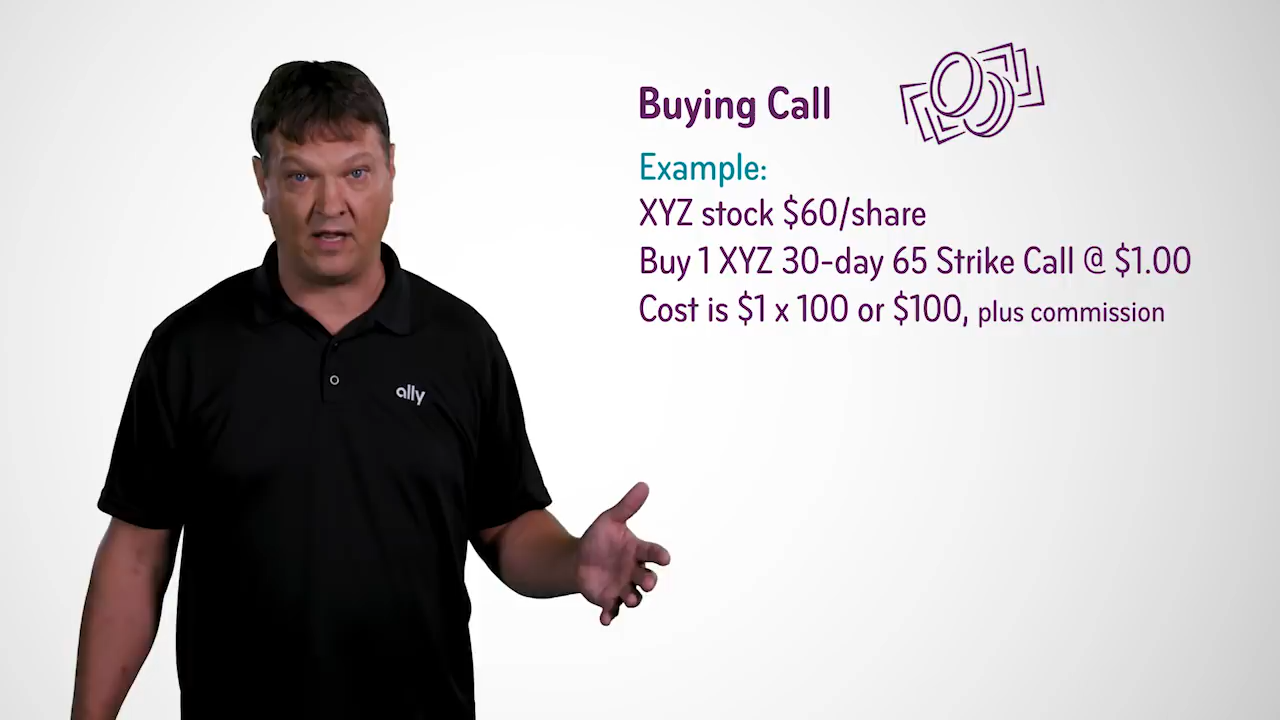 Buying Call
Example:
XYZ stock $60/share
Buy 1 XYZ 30-day 65 Strike Call @ $1.00
Cost is $1 x 100 or $100, plus commission
ally